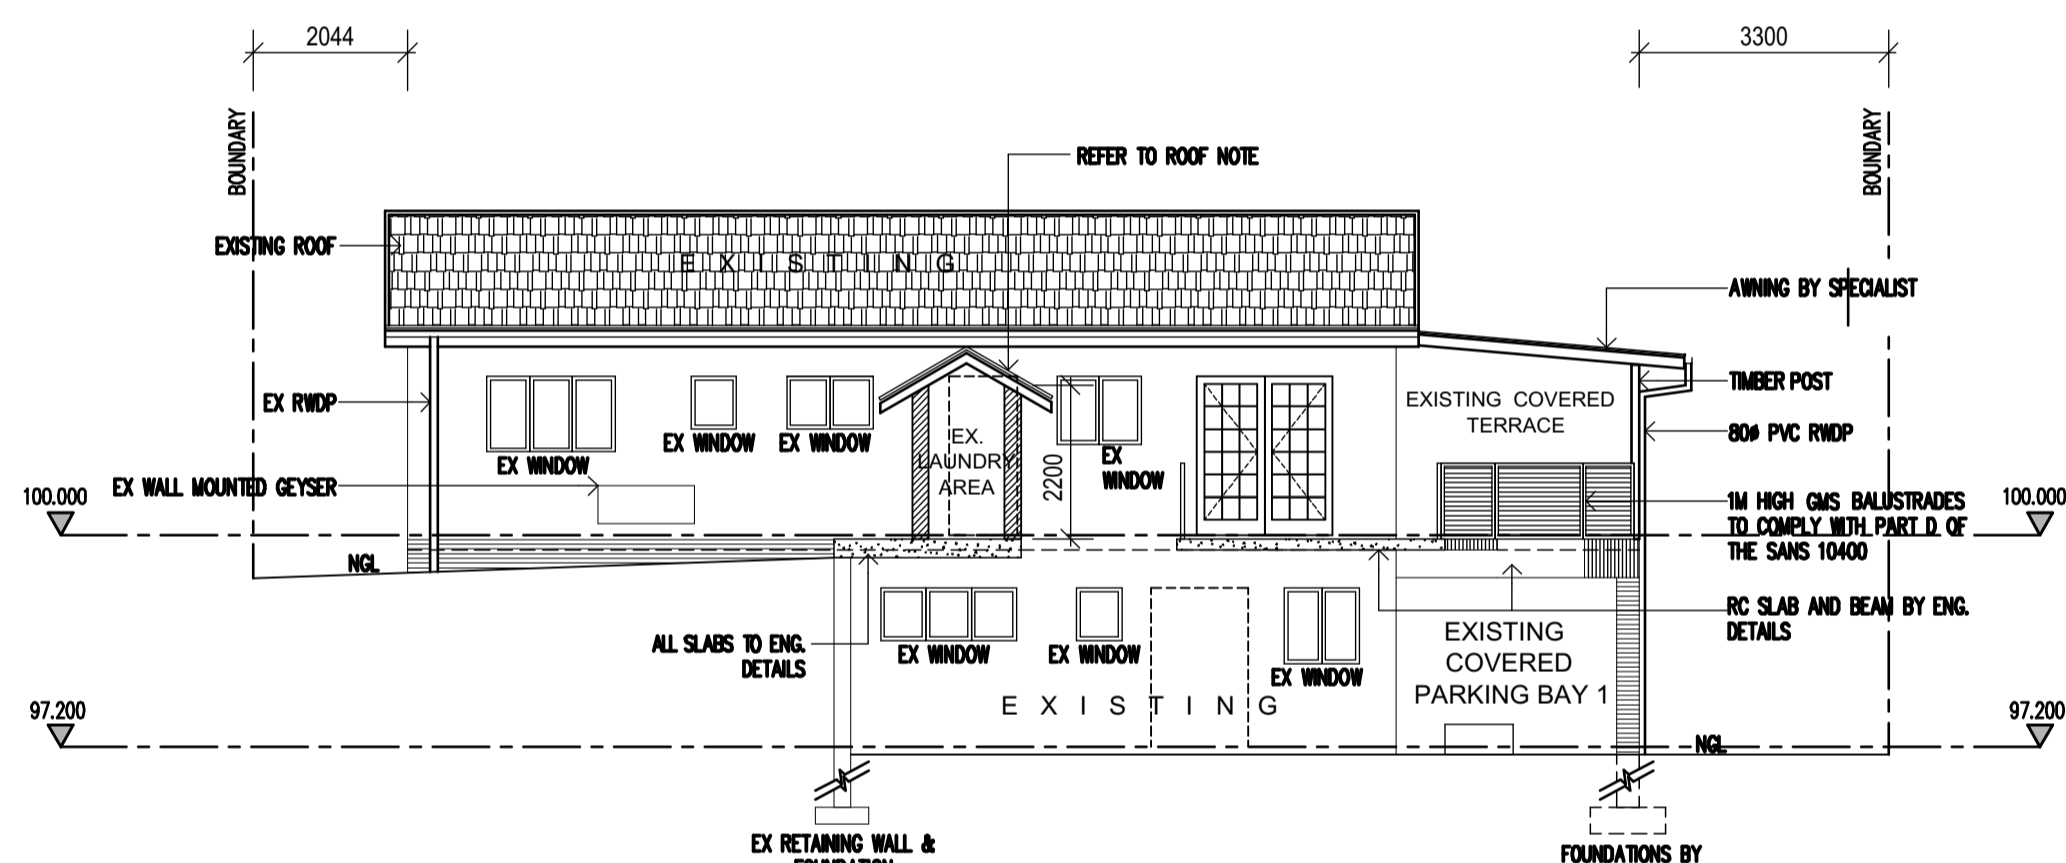 2044
3300
BOUNDARY
BOUNDARY
REFER TO ROOF NOTE
EXISTING ROOF
E X I S T I N G
AWNING BY SPECIALIST
TIMBER POST
EX RWDP
EXISTING COVERED
TERRACE
80ø PVC RWDP
EX WINDOW
EX WINDOW
EX WINDOW
EX.
LAUNDRY
AREA
2200
EX
WINDOW
EX WALL MOUNTED GEYSER
100.000
100.000
1M HIGH GMS BALUSTRADES
TO COMPLY WITH PART D OF
THE SANS 10400
NGL
RC SLAB AND BEAM BY ENG.
DETAILS
ALL SLABS TO ENG.
DETAILS
EX WINDOW
EX WINDOW
EX WINDOW
EXISTING
COVERED
PARKING BAY 1
E X I S T I N G
97.200
97.200
NGL
EX RETAINING WALL &
FOUNDATION
FOUNDATIONS BY